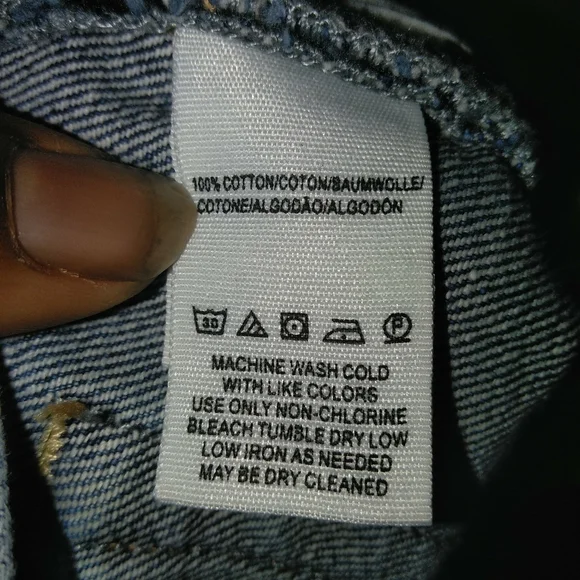 100% COTTON/COTON/BAUMWOLLE/
COTONE/ALGODÃO/ALGODÓN
30 P
MACHINE WASH COLD
WITH LIKE COLORS
USE ONLY NON-CHLORINE
BLEACH TUMBLE DRY LOW
LOW IRON AS NEEDED
MAY BE DRY CLEANED